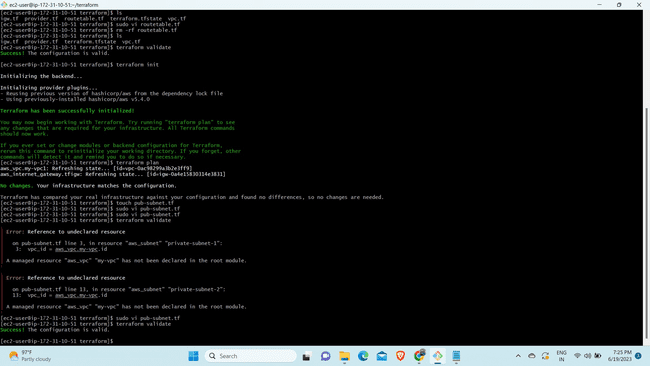 ec2-user@ip-172-31-10-51:~/terraform
[ec2-user@ip-172-31-10-51 terraform]$ ls
igw.tf  provider.tf  routetable.tf  terraform.tfstate  vpc.tf
[ec2-user@ip-172-31-10-51 terraform]$ sudo vi routetable.tf
[ec2-user@ip-172-31-10-51 terraform]$ rm -rf routetable.tf
[ec2-user@ip-172-31-10-51 terraform]$ ls
igw.tf  provider.tf  terraform.tfstate  vpc.tf
[ec2-user@ip-172-31-10-51 terraform]$ terraform validate
Success! The configuration is valid.
[ec2-user@ip-172-31-10-51 terraform]$ terraform init
Initializing the backend...
Initializing provider plugins...
- Reusing previous version of hashicorp/aws from the dependency lock file
- Using previously-installed hashicorp/aws v5.4.0
Terraform has been successfully initialized!
You may now begin working with Terraform. Try running "terraform plan" to see
any changes that are required for your infrastructure. All Terraform commands
should now work.
If you ever set or change modules or backend configuration for Terraform,
rerun this command to reinitialize your working directory. If you forget, other
commands will detect it and remind you to do so if necessary.
[ec2-user@ip-172-31-10-51 terraform]$ terraform plan
aws_vpc.my-vpc1: Refreshing state... [id=vpc-0ac98299a3b2e3ff9]
aws_internet_gateway.tfigw: Refreshing state... [id=igw-0a4e15830314e3831]
No changes. Your infrastructure matches the configuration.
Terraform has compared your real infrastructure against your configuration and found no differences, so no changes are needed.
[ec2-user@ip-172-31-10-51 terraform]$ touch pub-subnet.tf
[ec2-user@ip-172-31-10-51 terraform]$ sudo vi pub-subnet.tf
[ec2-user@ip-172-31-10-51 terraform]$ sudo vi pub-subnet.tf
[ec2-user@ip-172-31-10-51 terraform]$ terraform validate
Error: Reference to undeclared resource
on pub-subnet.tf line 3, in resource "aws_subnet" "private-subnet-1":
3:  vpc_id = aws_vpc.my-vpc.id
A managed resource "aws_vpc" "my-vpc" has not been declared in the root module.
Error: Reference to undeclared resource
on pub-subnet.tf line 13, in resource "aws_subnet" "private-subnet-2":
13:  vpc_id = aws_vpc.my-vpc.id
A managed resource "aws_vpc" "my-vpc" has not been declared in the root module.
[ec2-user@ip-172-31-10-51 terraform]$ sudo vi pub-subnet.tf
[ec2-user@ip-172-31-10-51 terraform]$ terraform validate
Success! The configuration is valid.
[ec2-user@ip-172-31-10-51 terraform]$
97°F
Partly cloudy
Search
ENG
IN
7:25 PM
6/19/2023